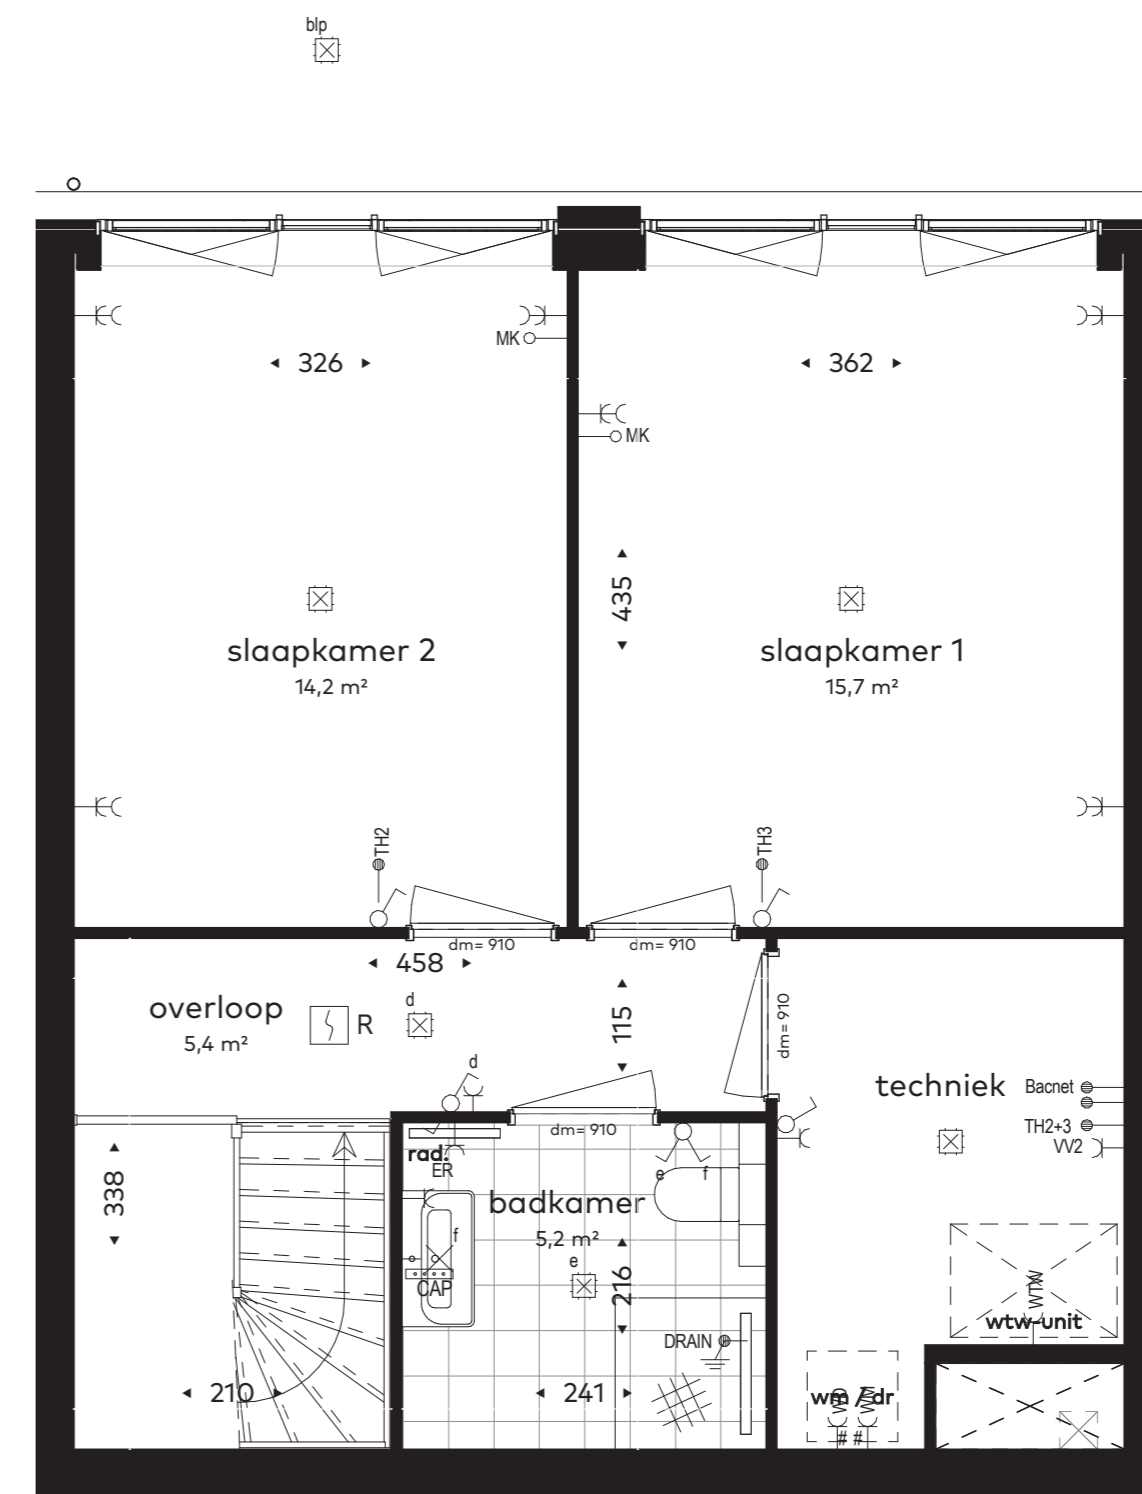 blp
MK
326
362
MK
435
slaapkamer 2
14,2 m²
slaapkamer 1
15,7 m²
TH2
TH3
dm= 910
dm= 910
458
overloop
5,4 m²
R
d
115
dm= 910
d
techniek
Bacnet
TH2+3
VV2
dm= 910
rad.
ER
e
f
338
badkamer
5,2 m²
f
e
CAP
216
WTW
wtw-unit
DRAIN
210
241
wm / dr
# #